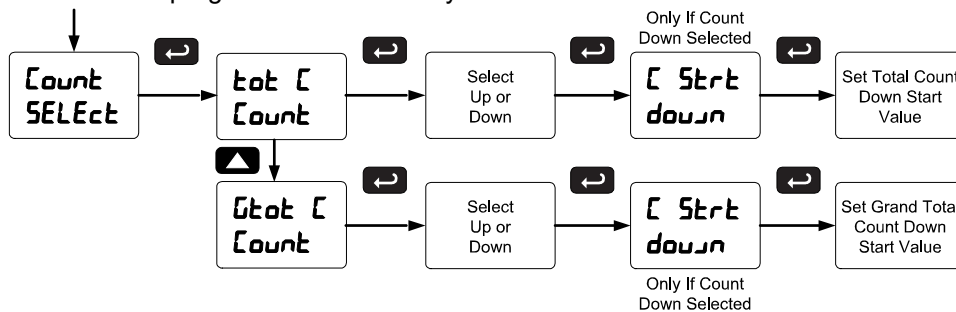 Only If Count
Down Selected
Count
SELEct
tot C
Count
Select
Up or
Down
C Strt
down
Set Total Count
Down Start
Value
Gtot C
Count
Select
Up or
Down
C Strt
down
Set Grand Total
Count Down
Start Value
Only If Count
Down Selected